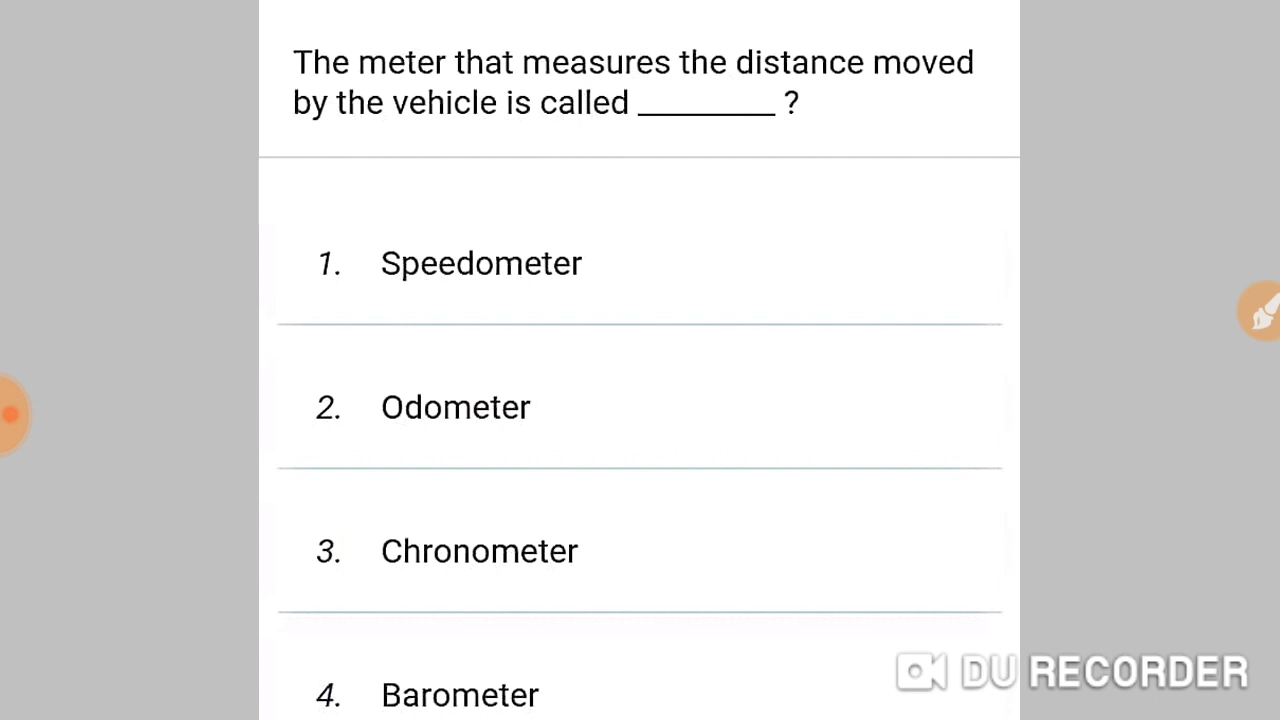 The meter that measures the distance moved
by the vehicle is called ________ ?
1. Speedometer
2. Odometer
3. Chronometer
4. Barometer
DU RECORDER